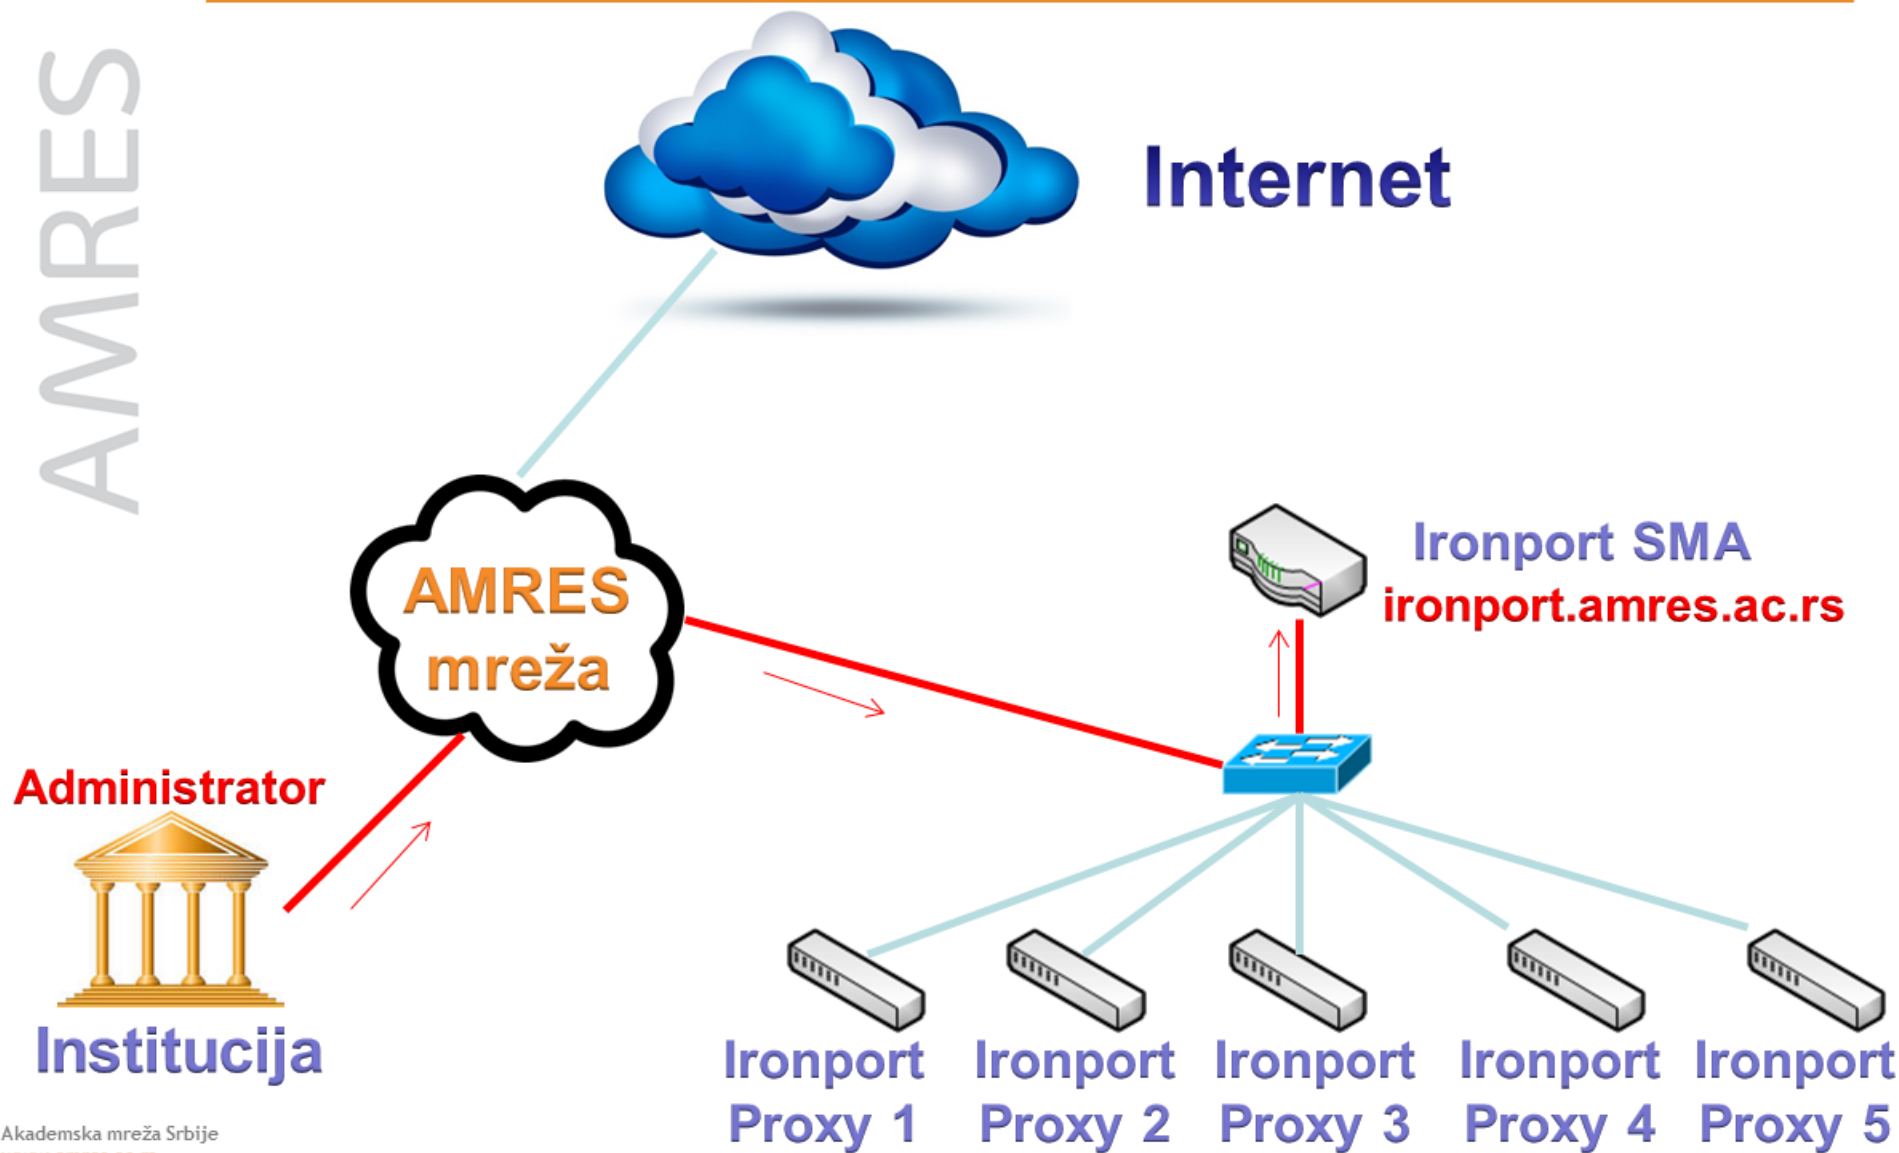 AMRES
Internet
AMRES
mreža
Ironport SMA
ironport.amres.ac.rs
Administrator
Institucija
Ironport
Proxy 1
Ironport
Proxy 2
Ironport
Proxy 3
Ironport
Proxy 4
Ironport
Proxy 5
Akademska mreža Srbije